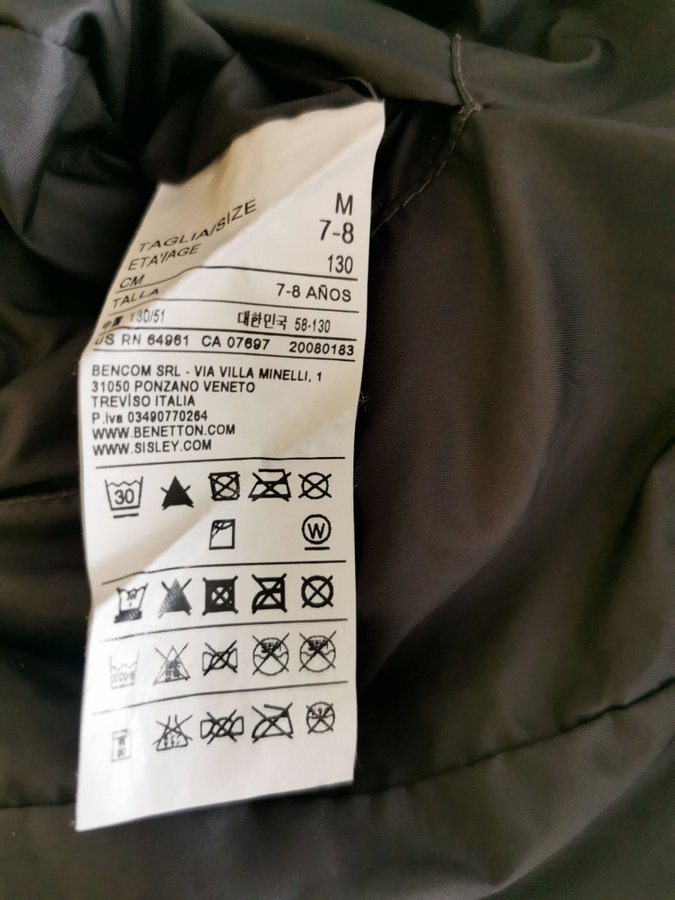 TAGLIA/SIZE M
ETA'/AGE 7-8
CM 130
TALLA 7-8 AÑOS
中国 130/51 대한민국 58-130
US RN 64961 CA 07697 20080183
BENCOM SRL - VIA VILLA MINELLI, 1
31050 PONZANO VENETO
TREVISO ITALIA
P.iva 03490770264
WWW.BENETTON.COM
WWW.SISLEY.COM
30
W